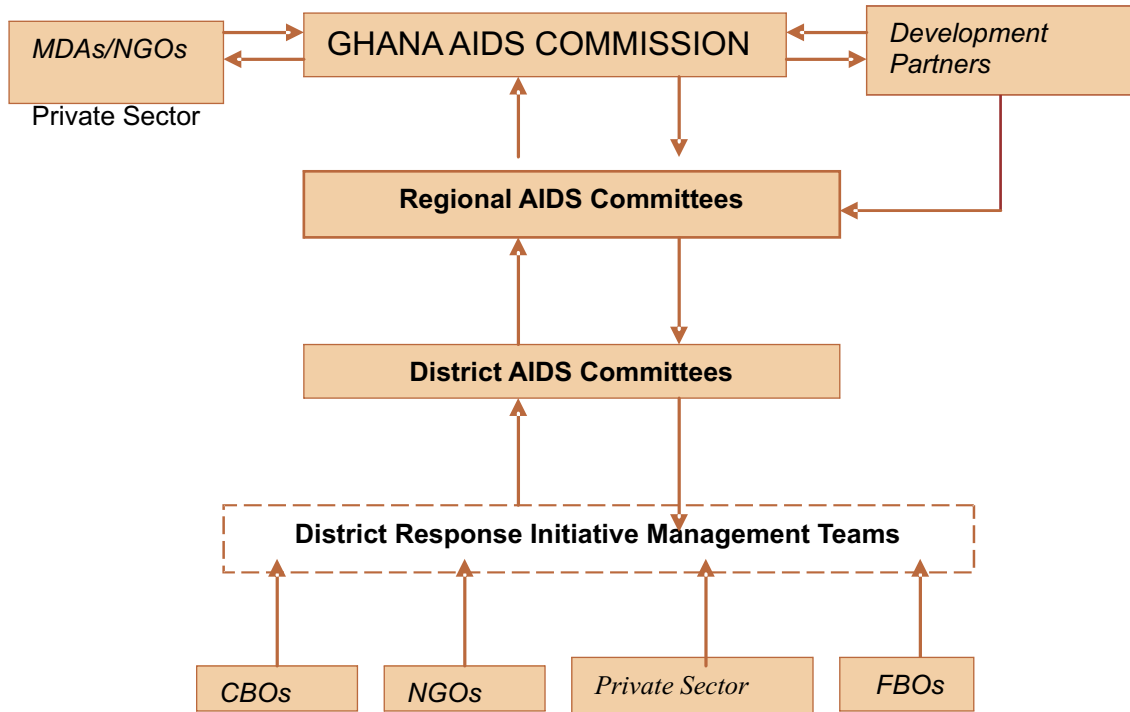 MDAs/NGOs
Private Sector
GHANA AIDS COMMISSION
Development
Partners
Regional AIDS Committees
District AIDS Committees
District Response Initiative Management Teams
CBOs
NGOs
Private Sector
FBOs